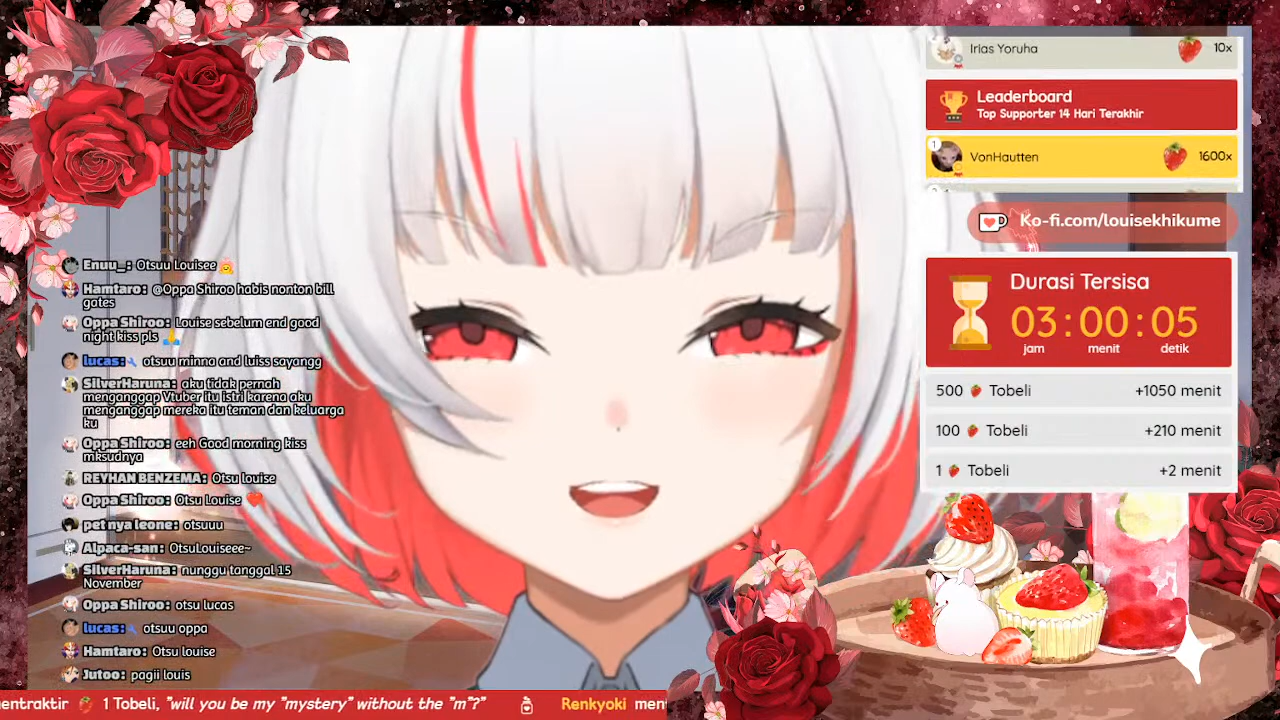 Enuu_: Otsuu Louisee
Hamtaro: @Oppa Shiroo habis nonton bill
gates
Oppa Shiroo: Louise sebelum end good
night kiss pls
lucas: otsuu minna and luiss sayangg
SilverHaruna: aku tidak pernah
menganggap Vtuber itu istri karena aku
menganggap mereka itu teman dan keluarga
ku
Oppa Shiroo: eeh Good morning kiss
mksudnya
REYHAN BENZEMA: Otsu louise
Oppa Shiroo: Otsu Louise
pet nya leone: otsuuu
Alpaca-san: OtsuLouiseee~
SilverHaruna: nunggu tanggal 15
November
Oppa Shiroo: otsu lucas
lucas: otsuu oppa
Hamtaro: Otsu louise
Jutoo: pagii louis
Irlas Yoruha 10x
Leaderboard
Top Supporter 14 Hari Terakhir
1 VonHautten 1600x
Ko-fi.com/louisekhikume
Durasi Tersisa
03:00:05
jam menit detik
500 Tobeli +1050 menit
100 Tobeli +210 menit
1 Tobeli +2 menit
entraktir 1 Tobeli, "will you be my "mystery" without the "m"?" Renkyoki men